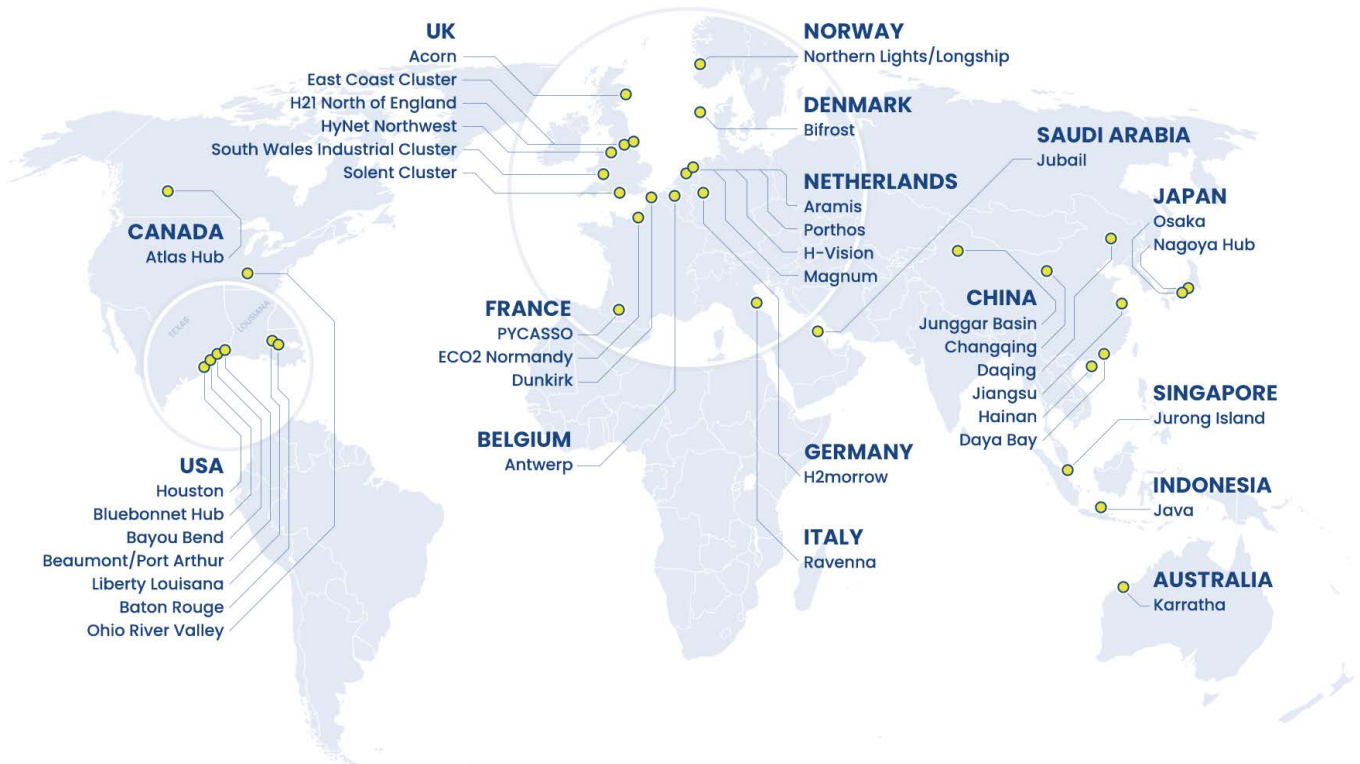 UK
Acorn
East Coast Cluster
H21 North of England
HyNet Northwest
South Wales Industrial Cluster
Solent Cluster
NORWAY
Northern Lights/Longship
DENMARK
Bifrost
SAUDI ARABIA
Jubail
NETHERLANDS
Aramis
Porthos
H-Vision
Magnum
JAPAN
Osaka
Nagoya Hub
CANADA
Atlas Hub
TEXAS
LOUISIANA
FRANCE
PYCASSO
ECO2 Normandy
Dunkirk
CHINA
Junggar Basin
Changqing
Daqing
Jiangsu
Hainan
Daya Bay
SINGAPORE
Jurong Island
BELGIUM
Antwerp
GERMANY
H2morrow
USA
Houston
Bluebonnet Hub
Bayou Bend
Beaumont/Port Arthur
Liberty Louisana
Baton Rouge
Ohio River Valley
INDONESIA
Java
ITALY
Ravenna
AUSTRALIA
Karratha